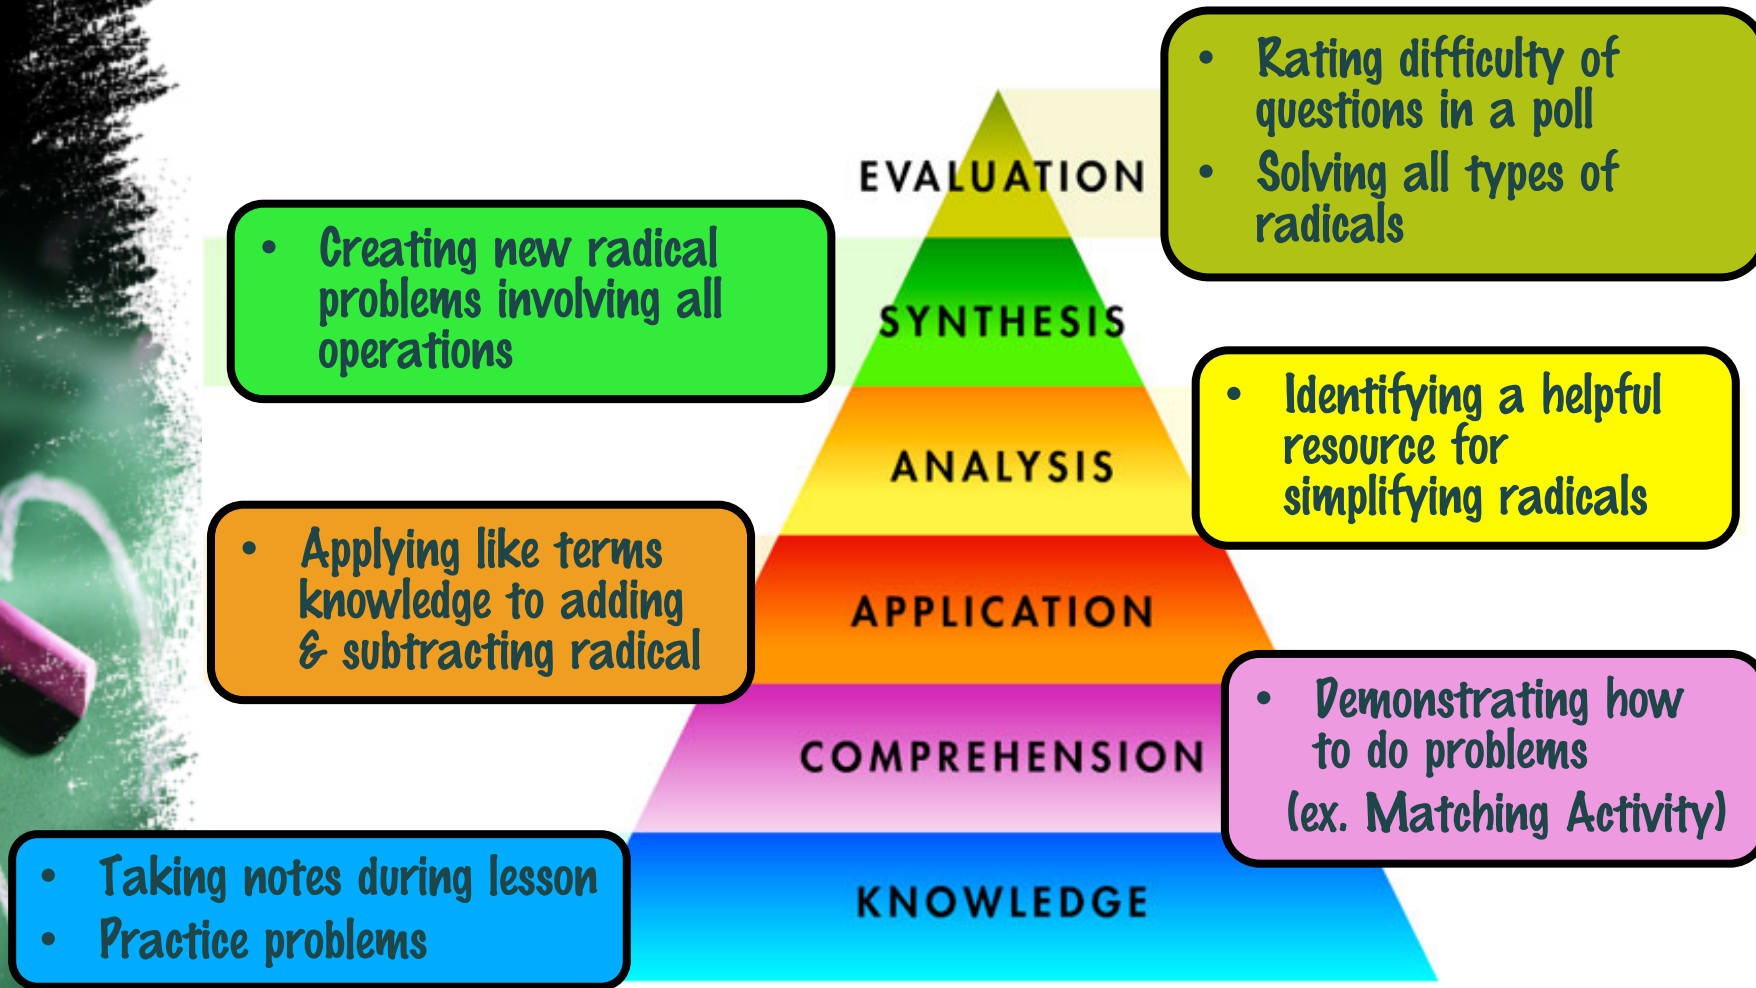 • Rating difficulty of
questions in a poll
• Solving all types of
radicals
EVALUATION
• Creating new radical
problems involving all
operations
SYNTHESIS
• Identifying a helpful
resource for
simplifying radicals
ANALYSIS
• Applying like terms
knowledge to adding
& subtracting radical
APPLICATION
• Demonstrating how
to do problems
(ex. Matching Activity)
COMPREHENSION
• Taking notes during lesson
• Practice problems
KNOWLEDGE